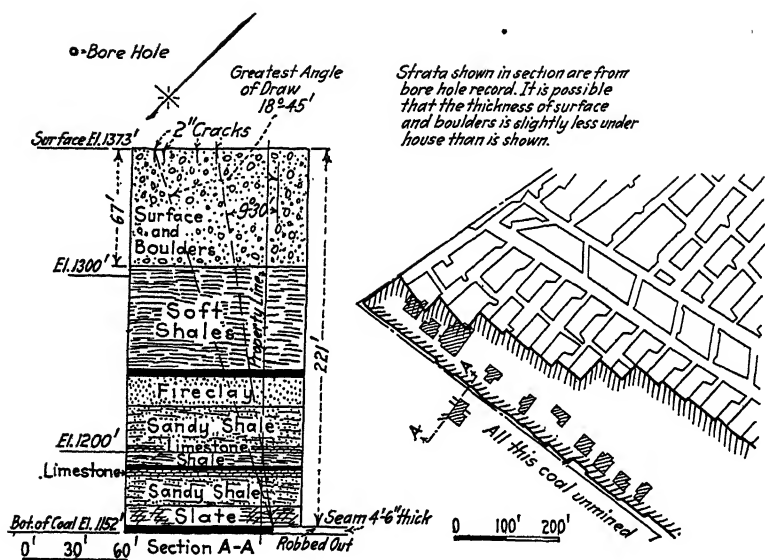 Bore Hole
Greatest Angle
of Draw
18°-45'
Strata shown in section are from
bore hole record. It is possible
that the thickness of surface
and boulders is slightly less under
house than is shown.
Surface El. 1373'
2" Cracks
67'
9°30'
Surface
and
Boulders
El. 1300'
Soft
Shales
Property Line
221'
Fireclay
Sandy Shale
El. 1200'
Limestone
Shale
Limestone
Sandy Shale
Slate
Bot. of Coal El. 1152'
Seam 4'-6" thick
Robbed Out
0 30' 60'
Section A-A
A
A
All this coal unmined
0 100' 200'